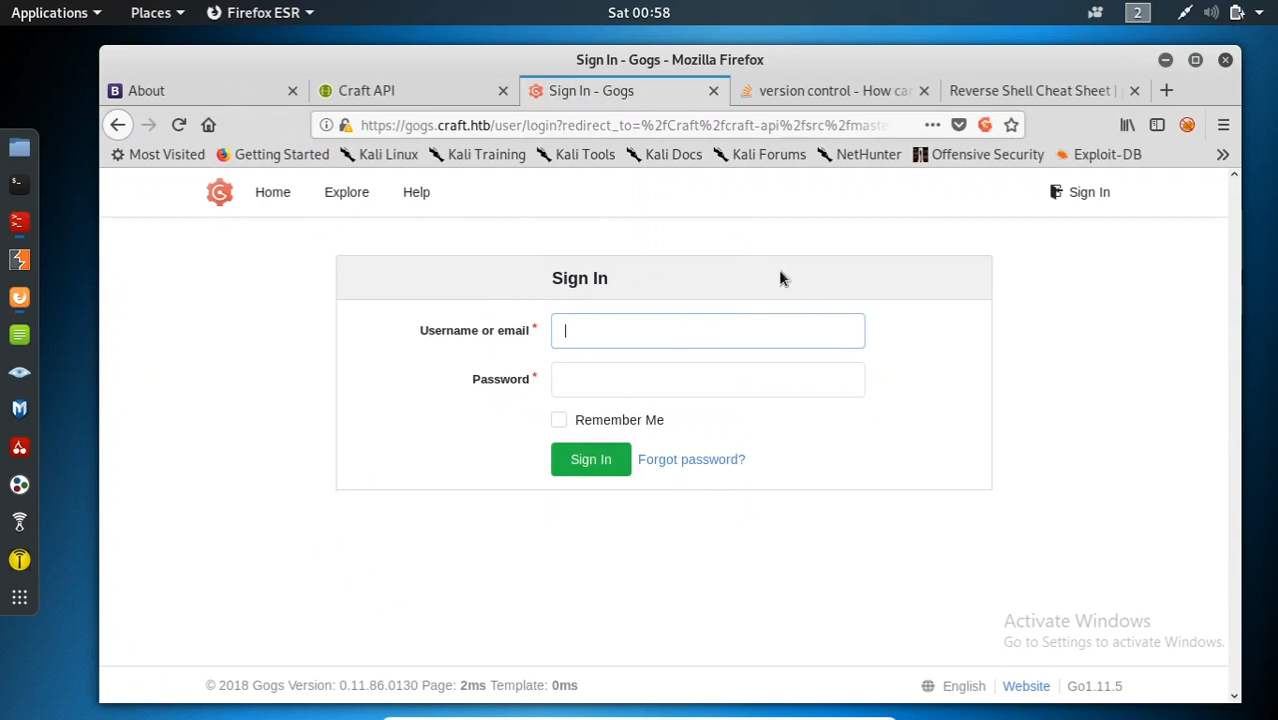 Applications Places Firefox ESR Sat 00:58 2
Sign In - Gogs - Mozilla Firefox
About Craft API Sign In - Gogs version control - How can Reverse Shell Cheat Sheet |
https://gogs.craft.htb/user/login?redirect_to=%2fCraft%2fcraft-api%2fsrc%2fmaste
Most Visited Getting Started Kali Linux Kali Training Kali Tools Kali Docs Kali Forums NetHunter Offensive Security Exploit-DB
Home Explore Help Sign In
Sign In
Username or email *
Password *
Remember Me
Sign In Forgot password?
Activate Windows
Go to Settings to activate Windows.
© 2018 Gogs Version: 0.11.86.0130 Page: 2ms Template: 0ms English Website Go1.11.5